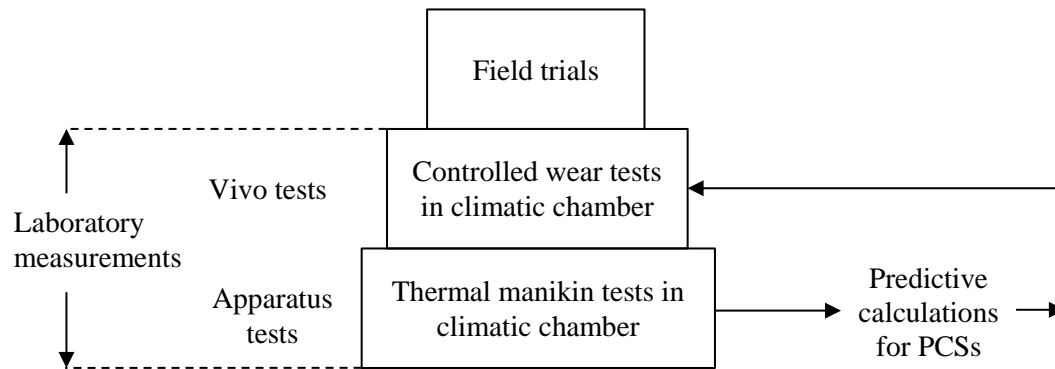 Field trials
Vivo tests
Controlled wear tests
in climatic chamber
Laboratory
measurements
Apparatus
tests
Thermal manikin tests in
climatic chamber
Predictive
calculations
for PCSs